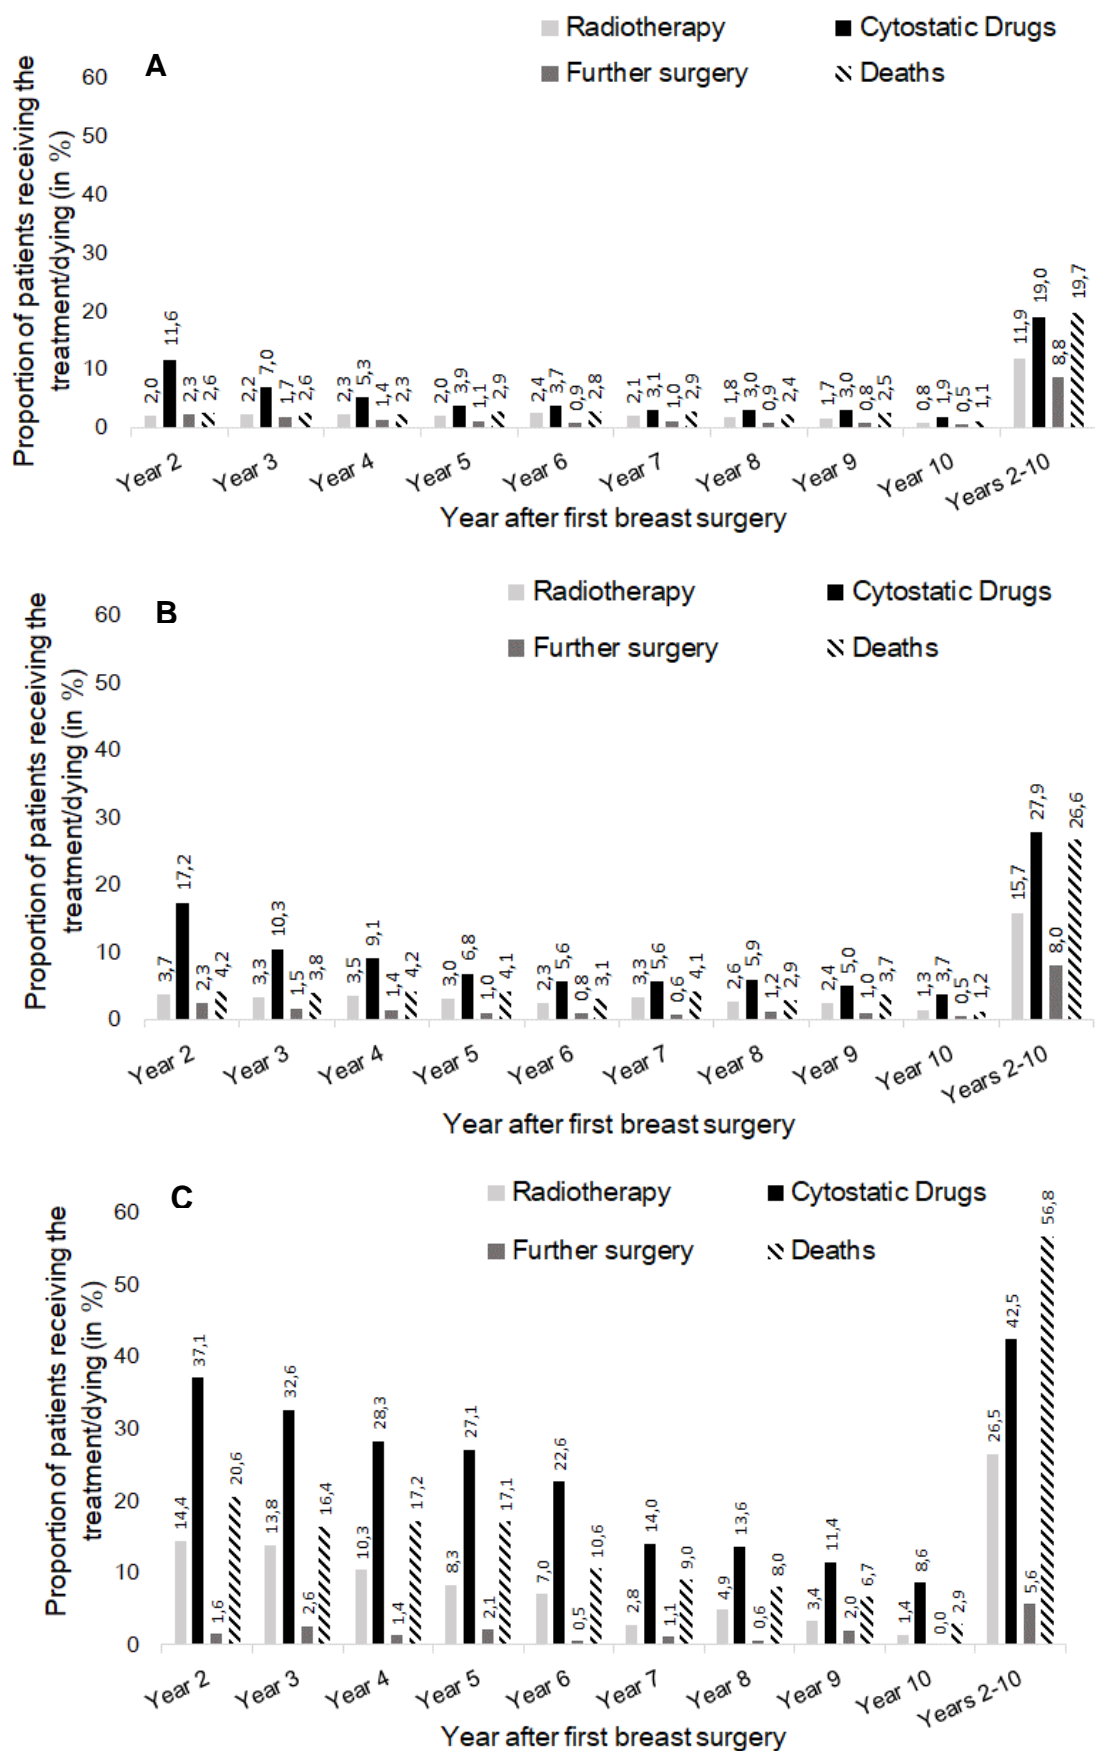 A
Radiotherapy
Cytostatic Drugs
Further surgery
Deaths
Proportion of patients receiving the
treatment/dying (in %)
60
50
40
30
20
10
0
2,0 11,6 2,3 2,6
2,2 7,0 1,7 2,6
2,3 5,3 1,4 2,3
2,0 3,9 1,1 2,9
2,4 3,7 0,9 2,8
2,1 3,1 1,0 2,9
1,8 3,0 0,9 2,4
1,7 3,0 0,8 2,5
0,8 1,9 0,5 1,1
11,9 19,0 8,8 19,7
Year 2
Year 3
Year 4
Year 5
Year 6
Year 7
Year 8
Year 9
Year 10
Years 2-10
Year after first breast surgery
B
Radiotherapy
Cytostatic Drugs
Further surgery
Deaths
Proportion of patients receiving the
treatment/dying (in %)
60
50
40
30
20
10
0
3,7 17,2 2,3 4,2
3,3 10,3 1,5 3,8
3,5 9,1 1,4 4,2
3,0 6,8 1,0 4,1
2,3 5,6 0,8 3,1
3,3 5,6 0,6 4,1
2,6 5,9 1,2 2,9
2,4 5,0 1,0 3,7
1,3 3,7 0,5 1,2
15,7 27,9 8,0 26,6
Year 2
Year 3
Year 4
Year 5
Year 6
Year 7
Year 8
Year 9
Year 10
Years 2-10
Year after first breast surgery
C
Radiotherapy
Cytostatic Drugs
Further surgery
Deaths
Proportion of patients receiving the
treatment/dying (in %)
60
50
40
30
20
10
0
14,4 37,1 1,6 20,6
13,8 32,6 2,6 16,4
10,3 28,3 1,4 17,2
8,3 27,1 2,1 17,1
7,0 22,6 0,5 10,6
2,8 14,0 1,1 9,0
4,9 13,6 0,6 8,0
3,4 11,4 2,0 6,7
1,4 8,6 0,0 2,9
26,5 42,5 5,6 56,8
Year 2
Year 3
Year 4
Year 5
Year 6
Year 7
Year 8
Year 9
Year 10
Years 2-10
Year after first breast surgery